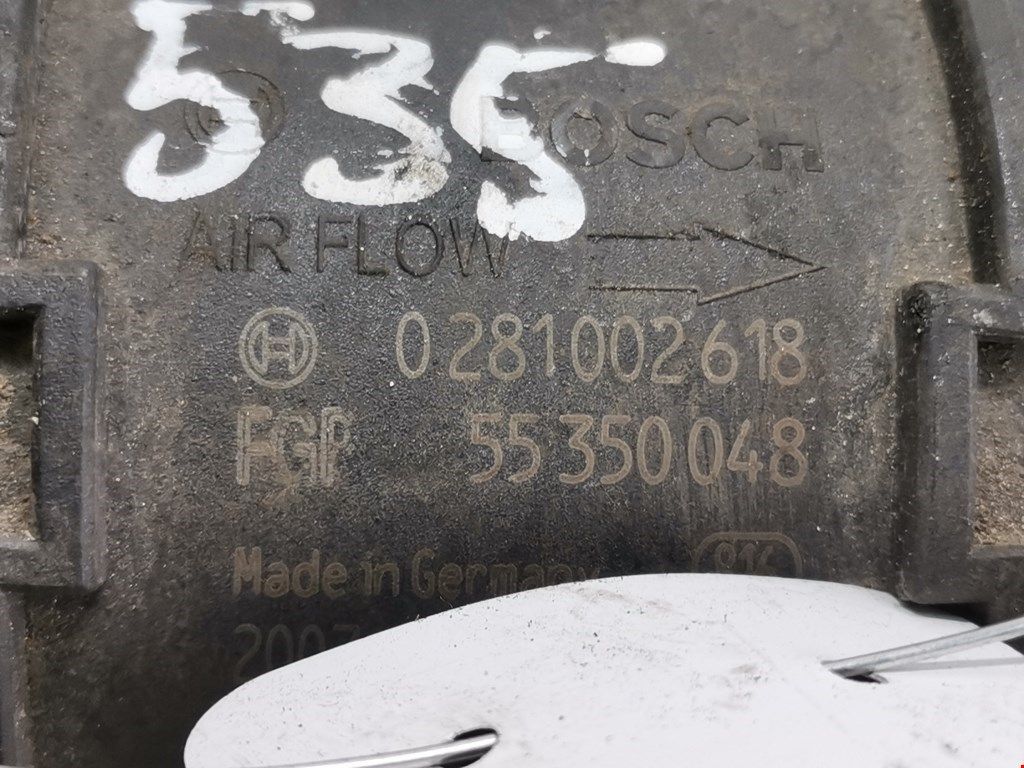 535
BOSCH
AIR FLOW
0 281 002 618
FGP 55 350 048
Made in Germany